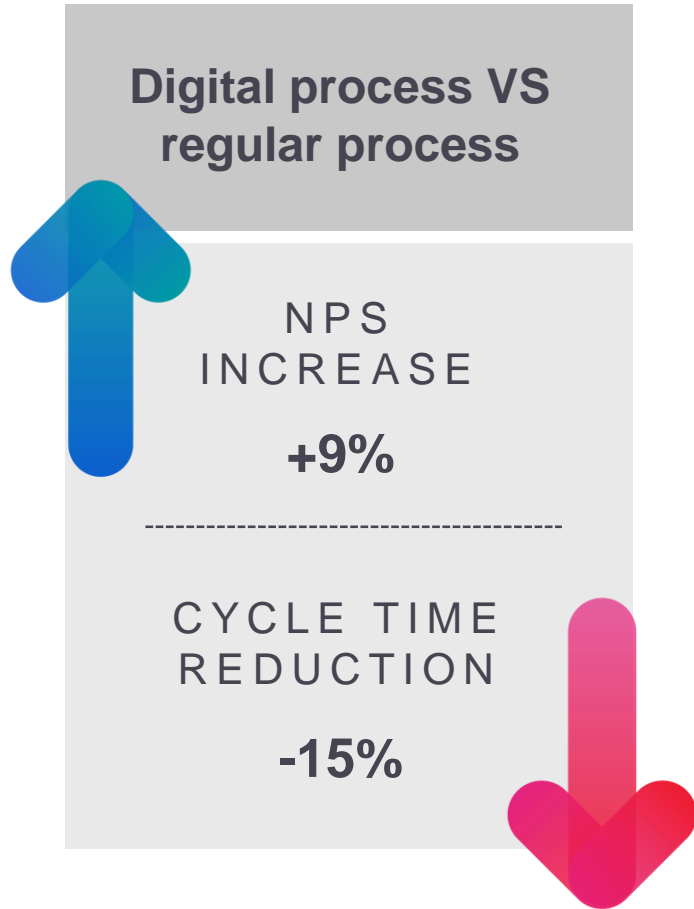 Digital process VS
regular process
NPS
INCREASE
+9%
CYCLE TIME
REDUCTION
-15%